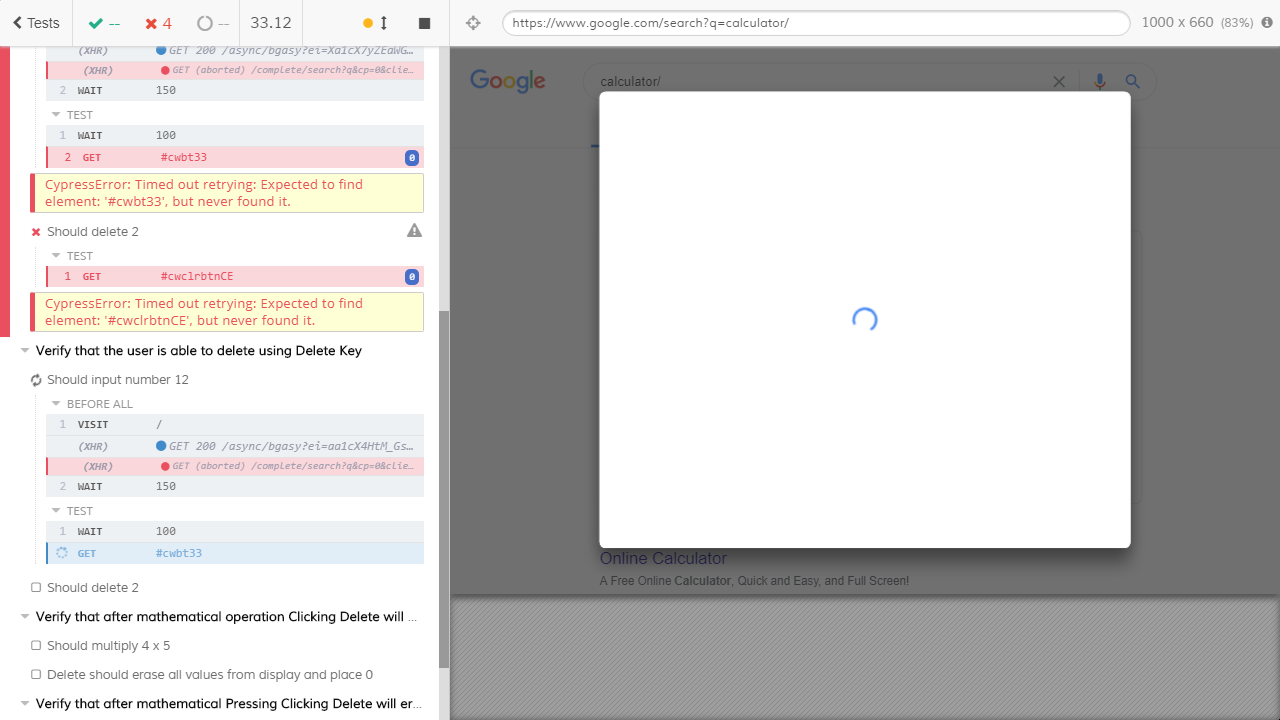 Tests
--
4
--
33.12
https://www.google.com/search?q=calculator/
1000 x 660 (83%)
(XHR) GET 200 /async/bgasy?ei=Xa1cX7yZEaWG…
(XHR) GET (aborted) /complete/search?q&cp=0&clie…
2 WAIT 150
TEST
1 WAIT 100
2 GET #cwbt33 0
CypressError: Timed out retrying: Expected to find
element: '#cwbt33', but never found it.
Should delete 2
TEST
1 GET #cwclrbtnCE 0
CypressError: Timed out retrying: Expected to find
element: '#cwclrbtnCE', but never found it.
Verify that the user is able to delete using Delete Key
Should input number 12
BEFORE ALL
1 VISIT /
(XHR) GET 200 /async/bgasy?ei=aa1cX4HtM_Gs…
(XHR) GET (aborted) /complete/search?q&cp=0&clie…
2 WAIT 150
TEST
1 WAIT 100
GET #cwbt33
Should delete 2
Verify that after mathematical operation Clicking Delete will …
Should multiply 4 x 5
Delete should erase all values from display and place 0
Verify that after mathematical Pressing Clicking Delete will er…
Google
calculator/
Online Calculator
A Free Online Calculator, Quick and Easy, and Full Screen!